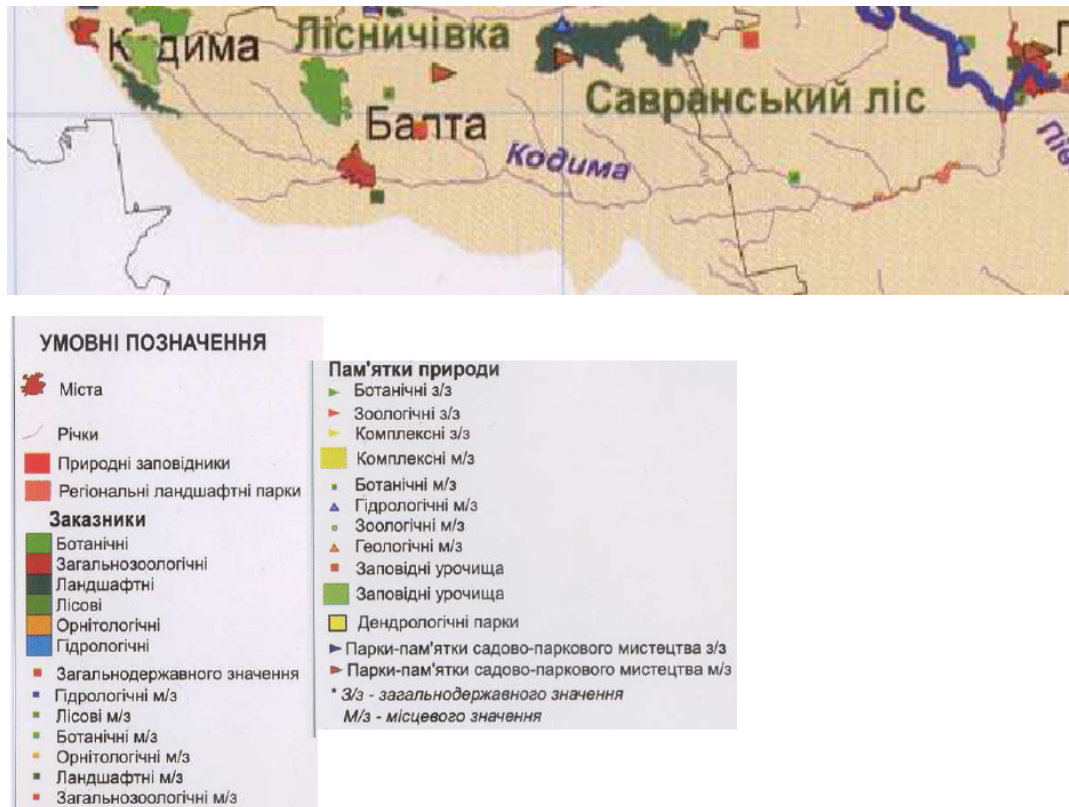 Кодима
Лісничівка
Балта
Савранський ліс
Кодима
УМОВНІ ПОЗНАЧЕННЯ
Міста
Річки
Природні заповідники
Регіональні ландшафтні парки
Заказники
Ботанічні
Загальнозоологічні
Ландшафтні
Лісові
Орнітологічні
Гідрологічні
Загальнодержавного значення
Гідрологічні м/з
Лісові м/з
Ботанічні м/з
Орнітологічні м/з
Ландшафтні м/з
Загальнозоологічні м/з
Пам'ятки природи
Ботанічні з/з
Зоологічні з/з
Комплексні з/з
Комплексні м/з
Ботанічні м/з
Гідрологічні м/з
Зоологічні м/з
Геологічні м/з
Заповідні урочища
Заповідні урочища
Дендрологічні парки
Парки-пам'ятки садово-паркового мистецтва з/з
Парки-пам'ятки садово-паркового мистецтва м/з
* З/з - загальнодержавного значення
М/з - місцевого значення